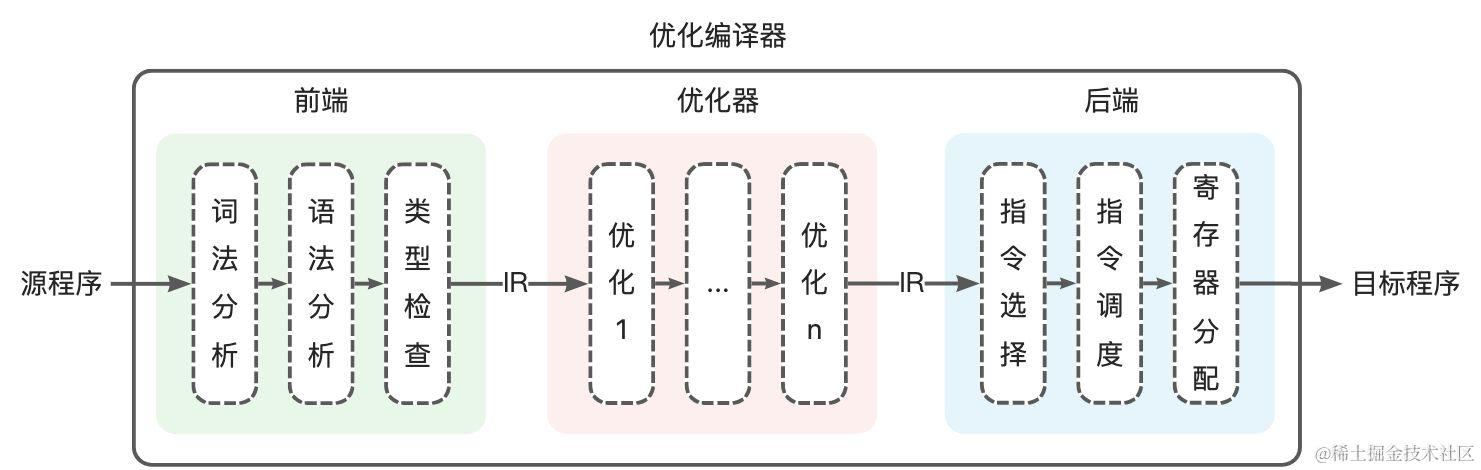 优化编译器
前端
优化器
后端
源程序
词法分析
语法分析
类型检查
IR
优化1
...
优化n
IR
指令选择
指令调度
寄存器分配
目标程序
@稀土掘金技术社区